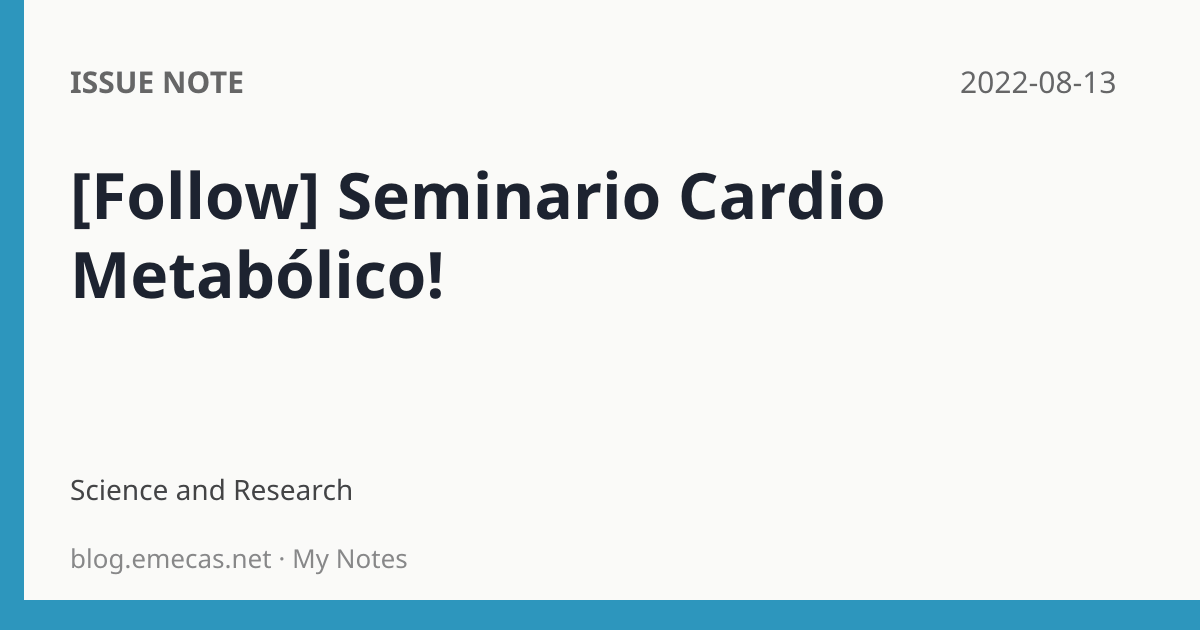 ISSUE NOTE
2022-08-13
[Follow] Seminario Cardio
Metabólico!
Science and Research
blog.emecas.net · My Notes